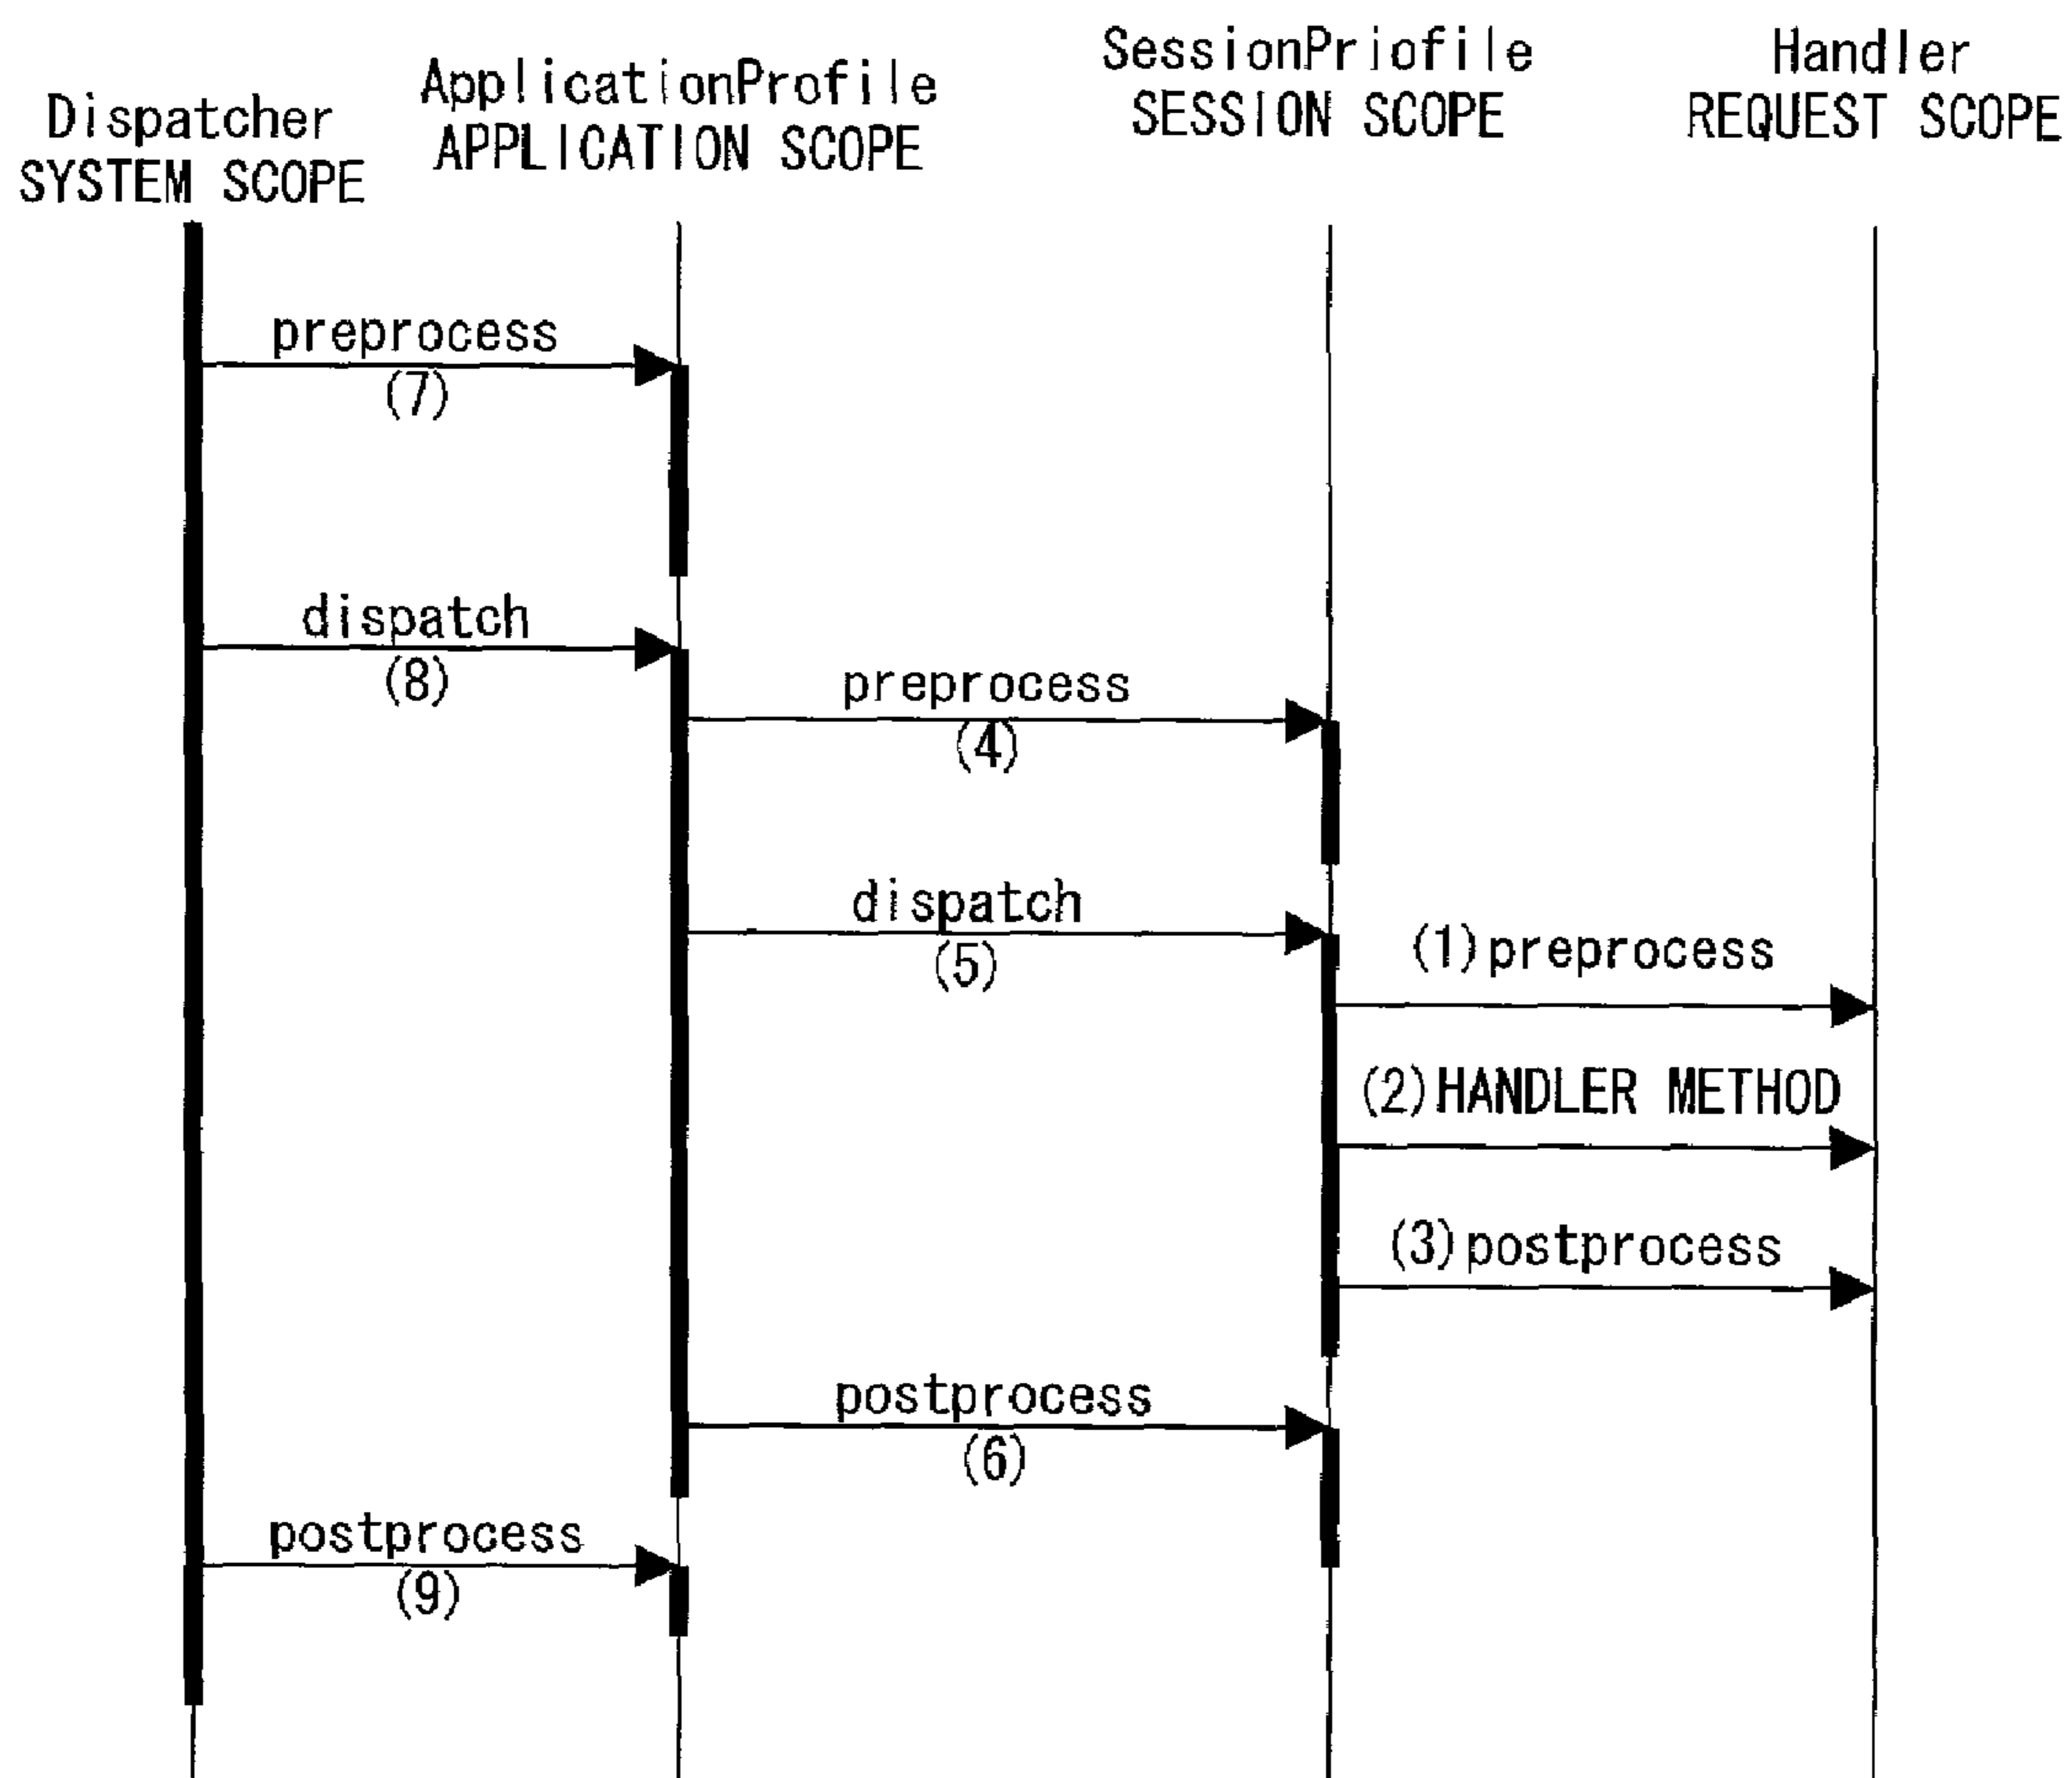 Dispatcher
SYSTEM SCOPE
ApplicationProfile
APPLICATION SCOPE
SessionPriofile
SESSION SCOPE
Handler
REQUEST SCOPE
preprocess
(7)
dispatch
(8)
preprocess
(4)
dispatch
(5)
(1)preprocess
(2)HANDLER METHOD
(3)postprocess
postprocess
(6)
postprocess
(9)